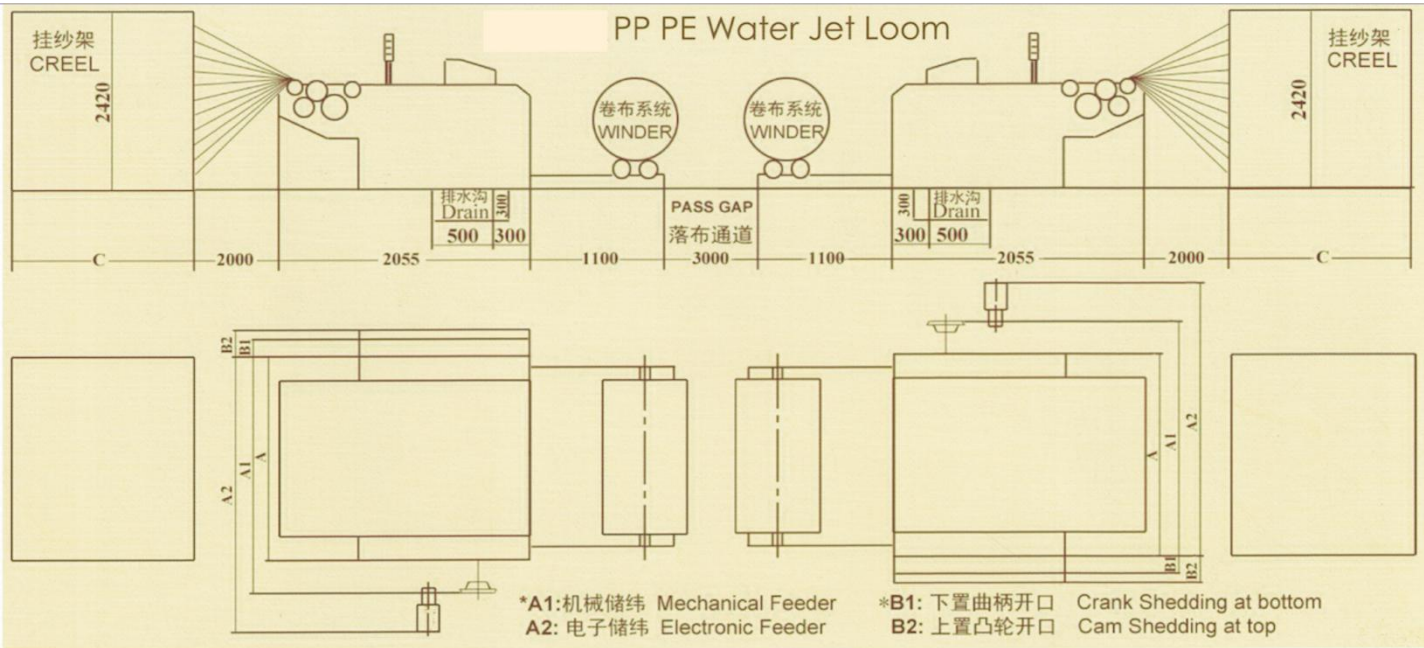 PP PE Water Jet Loom
挂纱架
CREEL
2420
卷布系统
WINDER
卷布系统
WINDER
挂纱架
CREEL
2420
排水沟
Drain
300
500
300
PASS GAP
落布通道
300
排水沟
Drain
300
500
C
2000
2055
1100
3000
1100
2055
2000
C
B2
B1
A
A1
A2
A
A1
A2
B1
B2
*A1:机械储纬 Mechanical Feeder
A2: 电子储纬 Electronic Feeder
*B1: 下置曲柄开口 Crank Shedding at bottom
B2: 上置凸轮开口 Cam Shedding at top